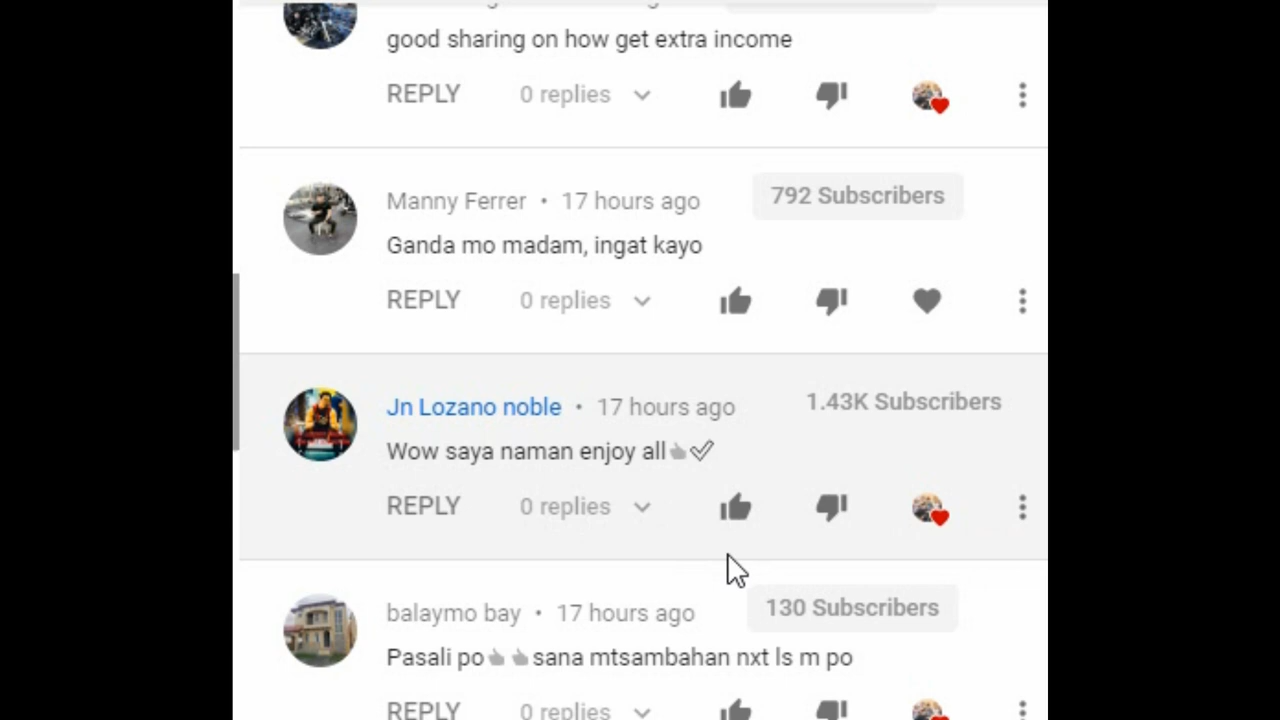 good sharing on how get extra income
REPLY 0 replies
Manny Ferrer • 17 hours ago 792 Subscribers
Ganda mo madam, ingat kayo
REPLY 0 replies
Jn Lozano noble • 17 hours ago 1.43K Subscribers
Wow saya naman enjoy all
REPLY 0 replies
balaymo bay • 17 hours ago 130 Subscribers
Pasali po sana mtsambahan nxt ls m po
REPLY 0 replies